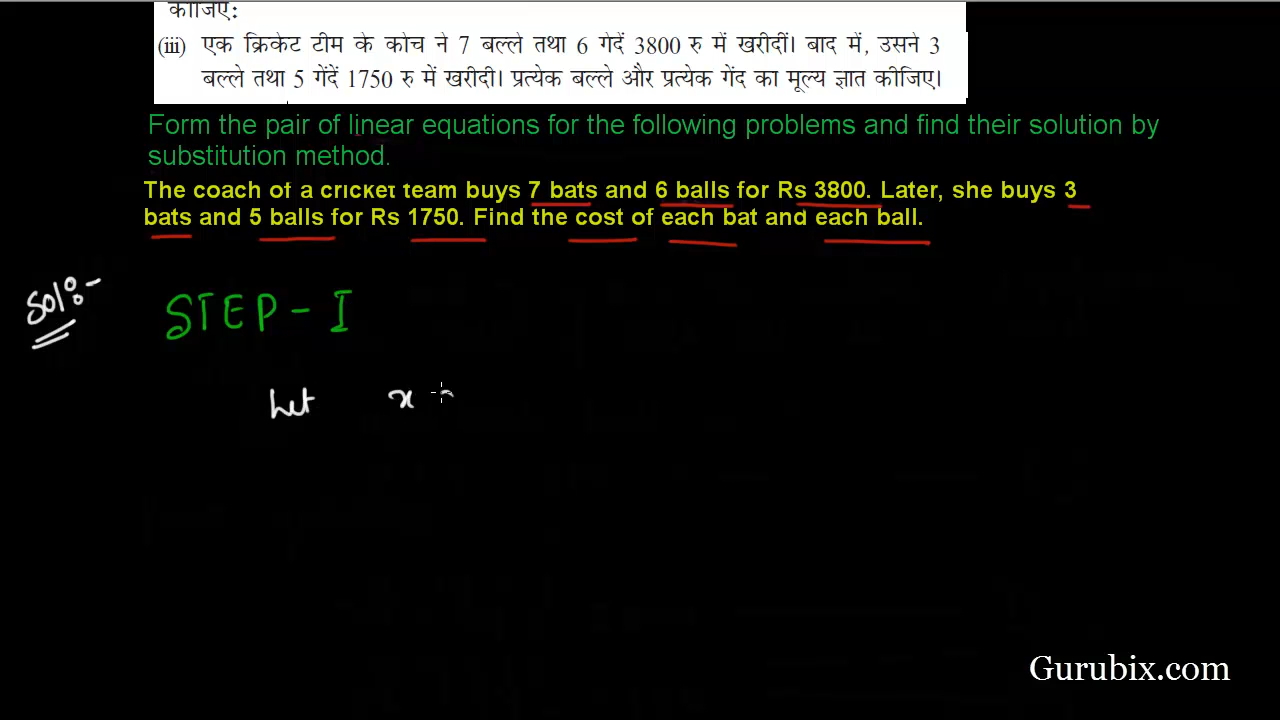 कीजिए:
(iii) एक क्रिकेट टीम के कोच ने 7 बल्ले तथा 6 गेदें 3800 रु में खरीदीं। बाद में, उसने 3
बल्ले तथा 5 गेंदें 1750 रु में खरीदी। प्रत्येक बल्ले और प्रत्येक गेंद का मूल्य ज्ञात कीजिए।
Form the pair of linear equations for the following problems and find their solution by
substitution method.
The coach of a cricket team buys 7 bats and 6 balls for Rs 3800. Later, she buys 3
bats and 5 balls for Rs 1750. Find the cost of each bat and each ball.
Sol:-
STEP - I
Let x
Gurubix.com